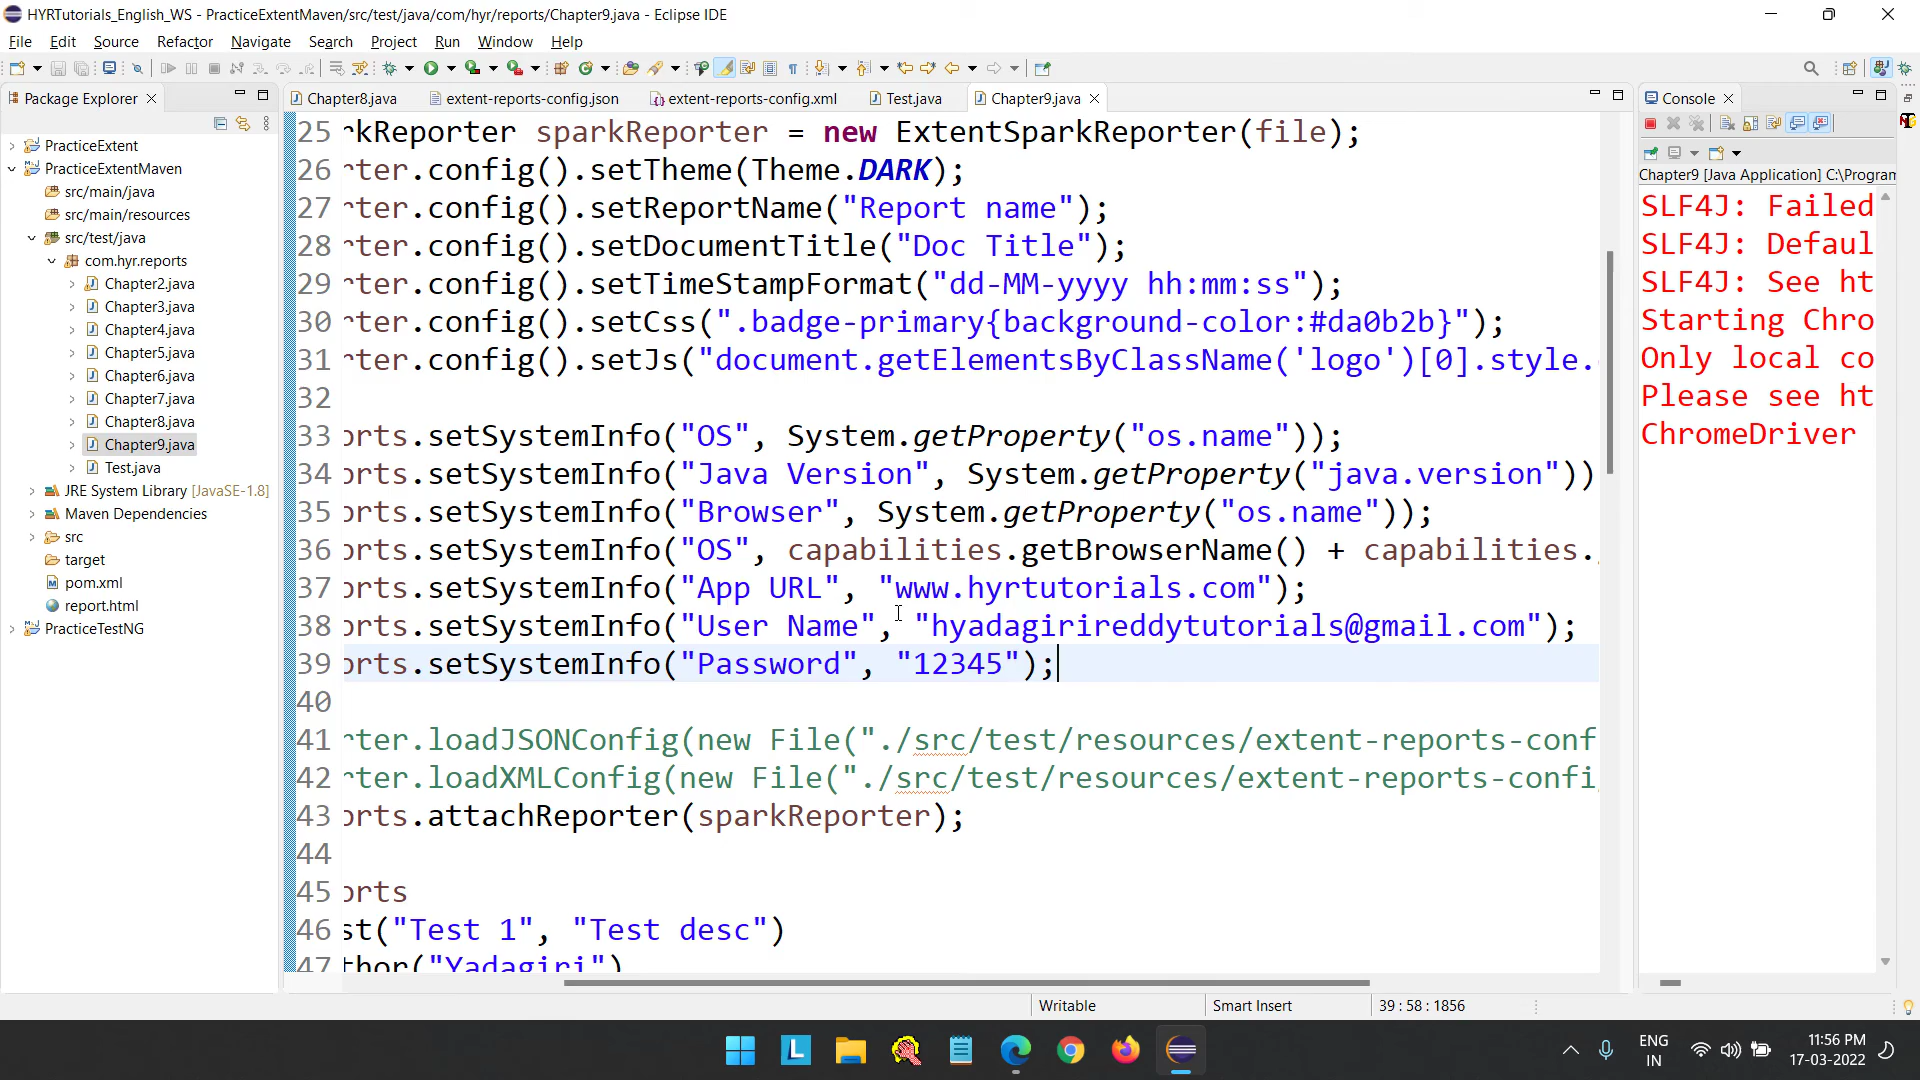 HYRTutorials_English_WS - PracticeExtentMaven/src/test/java/com/hyr/reports/Chapter9.java - Eclipse IDE
File Edit Source Refactor Navigate Search Project Run Window Help
Package Explorer
PracticeExtent
PracticeExtentMaven
src/main/java
src/main/resources
src/test/java
com.hyr.reports
Chapter2.java
Chapter3.java
Chapter4.java
Chapter5.java
Chapter6.java
Chapter7.java
Chapter8.java
Chapter9.java
Test.java
JRE System Library [JavaSE-1.8]
Maven Dependencies
src
target
pom.xml
report.html
PracticeTestNG
Chapter8.java extent-reports-config.json extent-reports-config.xml Test.java Chapter9.java
25 rkReporter sparkReporter = new ExtentSparkReporter(file);
26 rter.config().setTheme(Theme.DARK);
27 rter.config().setReportName("Report name");
28 rter.config().setDocumentTitle("Doc Title");
29 rter.config().setTimeStampFormat("dd-MM-yyyy hh:mm:ss");
30 rter.config().setCss(".badge-primary{background-color:#da0b2b}");
31 rter.config().setJs("document.getElementsByClassName('logo')[0].style.
32
33 orts.setSystemInfo("OS", System.getProperty("os.name"));
34 orts.setSystemInfo("Java Version", System.getProperty("java.version"))
35 orts.setSystemInfo("Browser", System.getProperty("os.name"));
36 orts.setSystemInfo("OS", capabilities.getBrowserName() + capabilities.
37 orts.setSystemInfo("App URL", "www.hyrtutorials.com");
38 orts.setSystemInfo("User Name", "hyadagirireddytutorials@gmail.com");
39 orts.setSystemInfo("Password", "12345");
40
41 rter.loadJSONConfig(new File("./src/test/resources/extent-reports-conf
42 rter.loadXMLConfig(new File("./src/test/resources/extent-reports-confi
43 orts.attachReporter(sparkReporter);
44
45 orts
46 st("Test 1", "Test desc")
47 thor("Yadagiri")
Console
Chapter9 [Java Application] C:\Program
SLF4J: Failed
SLF4J: Defaul
SLF4J: See ht
Starting Chro
Only local co
Please see ht
ChromeDriver
Writable Smart Insert 39 : 58 : 1856
ENG
IN
11:56 PM
17-03-2022